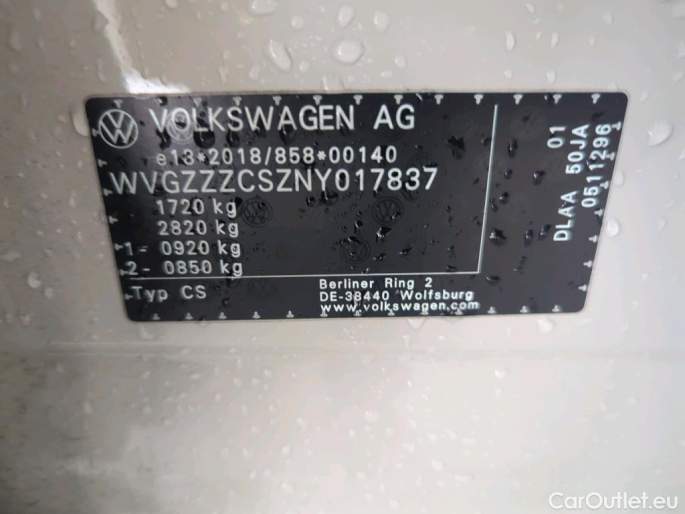 VOLKSWAGEN AG
e13*2018/858*00140
WVGZZZCSZNY017837
1720 kg
2820 kg
1- 0920 kg
2- 0850 kg
Typ CS
Berliner Ring 2
DE-38440 Wolfsburg
www.volkswagen.com
01
DLAA 50JA
0511296
CarOutlet.eu